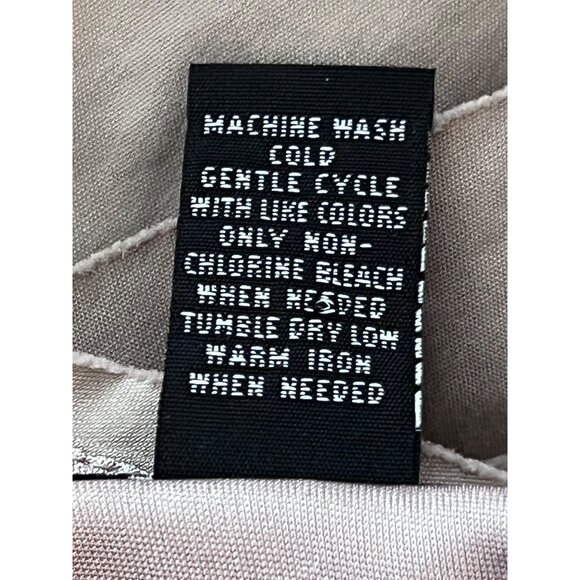 MACHINE WASH
COLD
GENTLE CYCLE
WITH LIKE COLORS
ONLY NON-
CHLORINE BLEACH
WHEN NEEDED
TUMBLE DRY LOW
WARM IRON
WHEN NEEDED